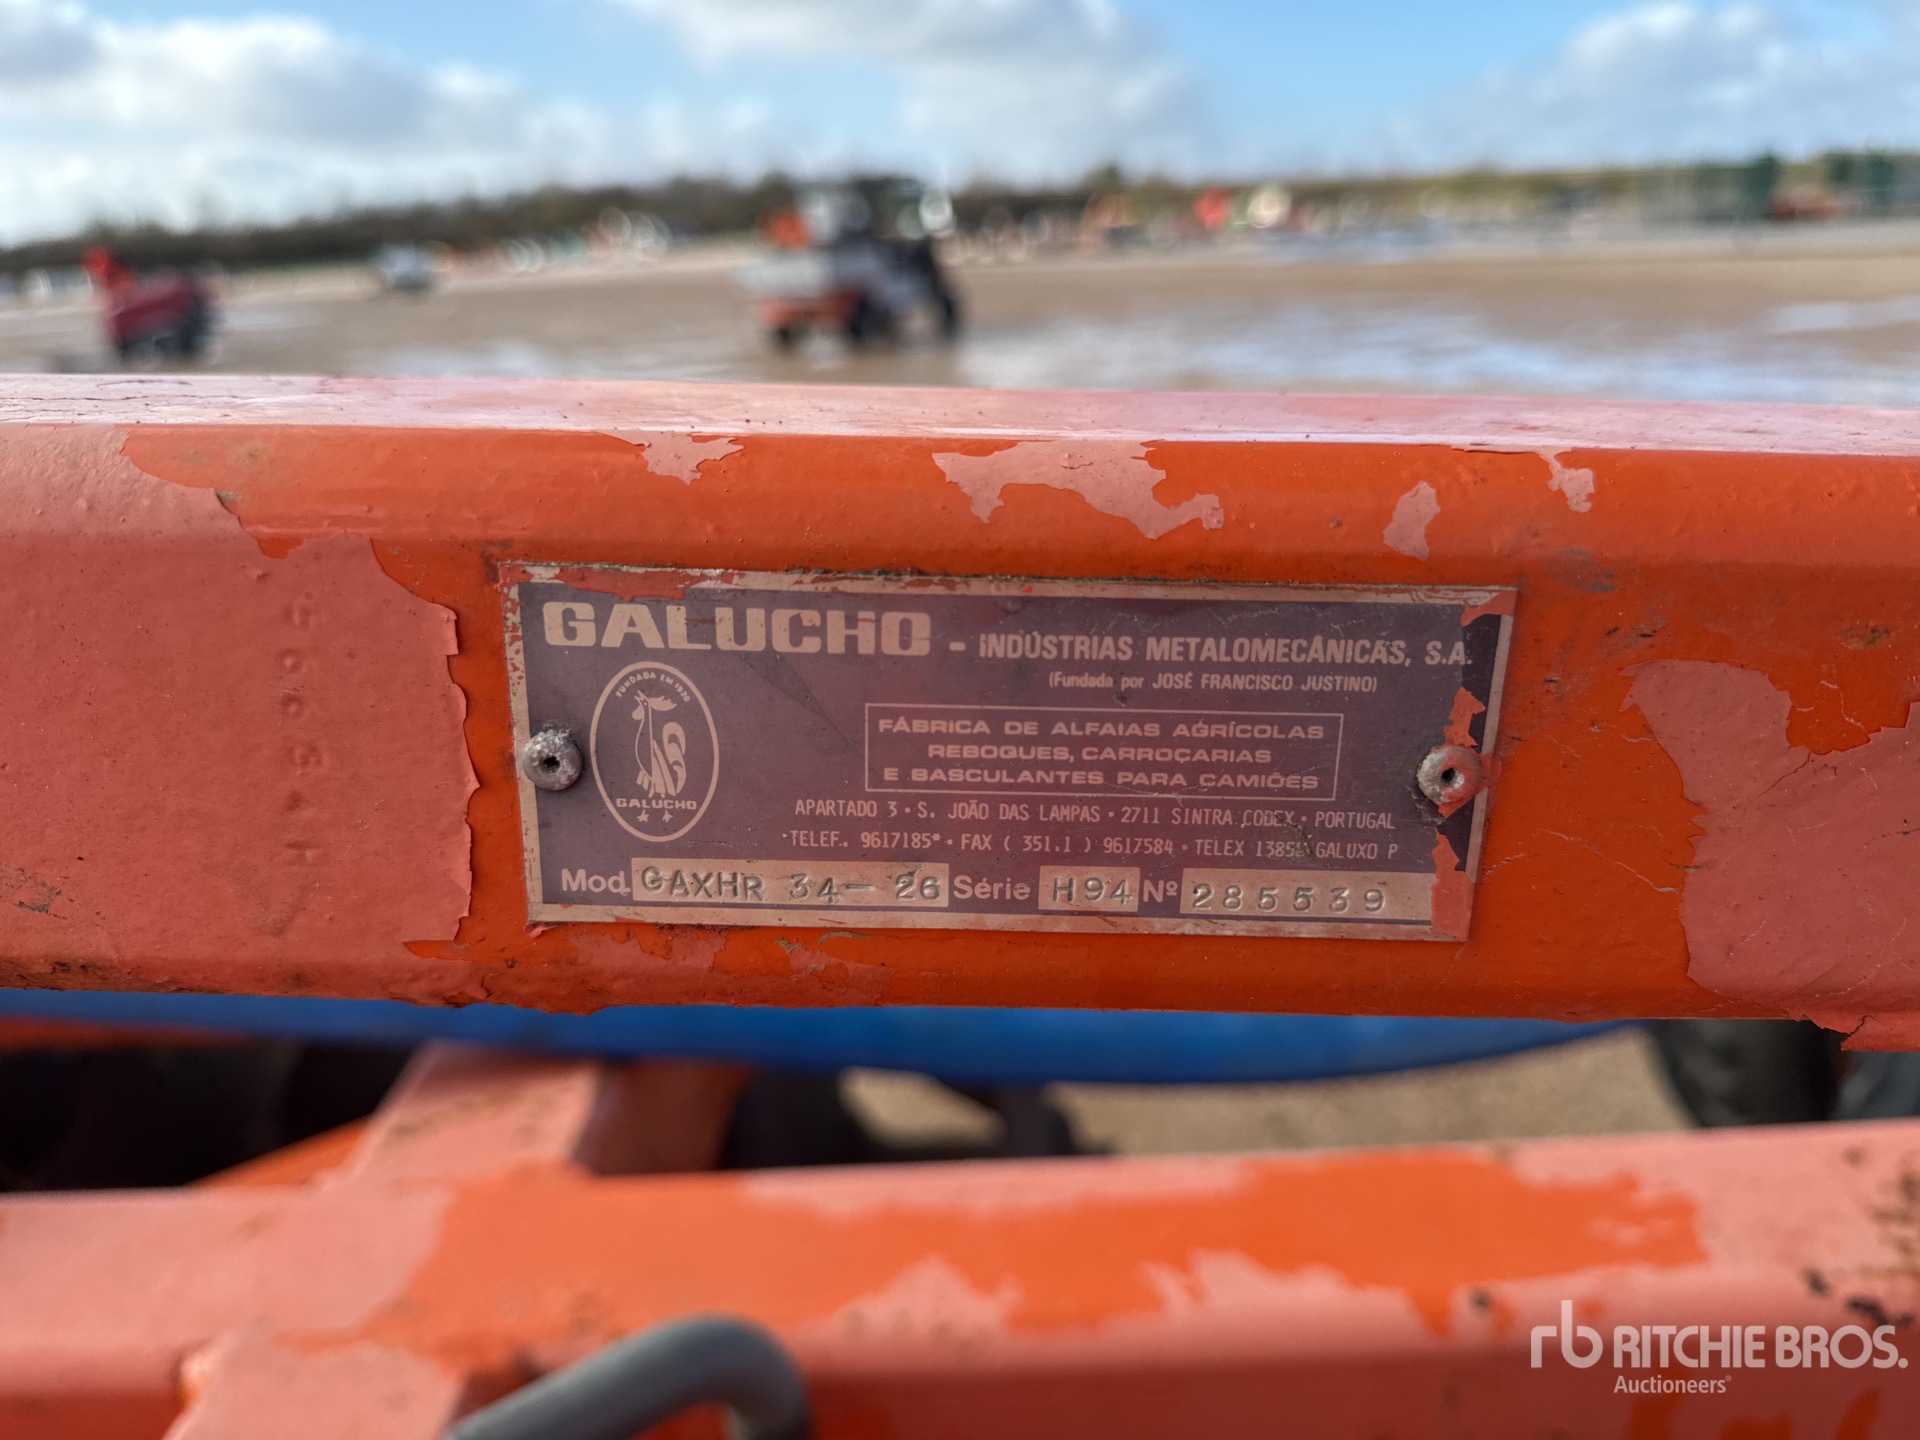 GALUCHO - INDÚSTRIAS METALOMECÂNICAS, S.A.
(Fundada por JOSÉ FRANCISCO JUSTINO)
FUNDADA EM 1920
GALUCHO
FÁBRICA DE ALFAIAS AGRÍCOLAS
REBOQUES, CARROÇARIAS
E BASCULANTES PARA CAMIÕES
APARTADO 3 • S. JOÃO DAS LAMPAS • 2711 SINTRA CODEX • PORTUGAL
TELEF. 9617185* • FAX ( 351.1 ) 9617584 • TELEX GALUXO P
Mod. GAXHR 34-26 Série H94 Nº 285539
rb RITCHIE BROS.
Auctioneers®